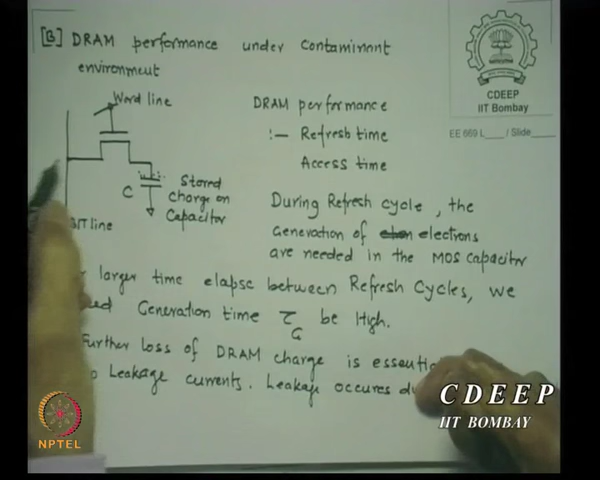 [B] DRAM performance under contaminant
environment
CDEEP
IIT Bombay
EE 669 L___/ Slide___
Word line
DRAM performance
:- Refresh time
Access time
C
Stored
charge on
Capacitor
BIT line
During Refresh cycle, the
Generation of electrons
are needed in the MOS capacitor
larger time elapse between Refresh Cycles, we
Generation time τG be High.
Further loss of DRAM charge is
Leakage currents. Leakage occures
CDEEP
IIT BOMBAY
NPTEL